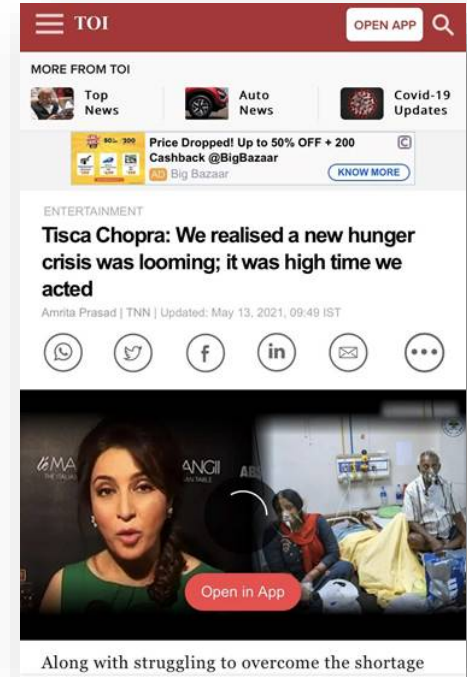 TOI
OPEN APP
MORE FROM TOI
Top
News
Auto
News
Covid-19
Updates
Price Dropped! Up to 50% OFF + 200
Cashback @BigBazaar
AD Big Bazaar
KNOW MORE
ENTERTAINMENT
Tisca Chopra: We realised a new hunger
crisis was looming; it was high time we
acted
Amrita Prasad | TNN | Updated: May 13, 2021, 09:49 IST
Open in App
Along with struggling to overcome the shortage